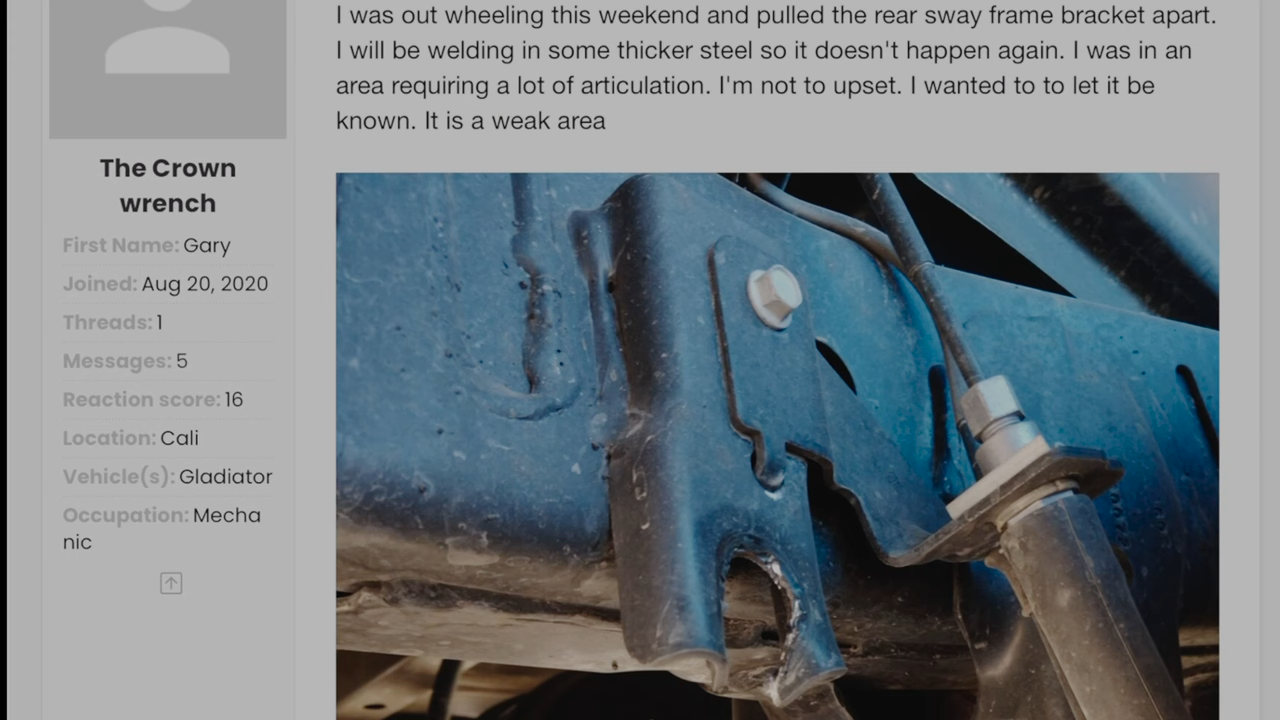 I was out wheeling this weekend and pulled the rear sway frame bracket apart.
I will be welding in some thicker steel so it doesn't happen again. I was in an
area requiring a lot of articulation. I'm not to upset. I wanted to to let it be
known. It is a weak area
The Crown
wrench
First Name: Gary
Joined: Aug 20, 2020
Threads: 1
Messages: 5
Reaction score: 16
Location: Cali
Vehicle(s): Gladiator
Occupation: Mecha
nic